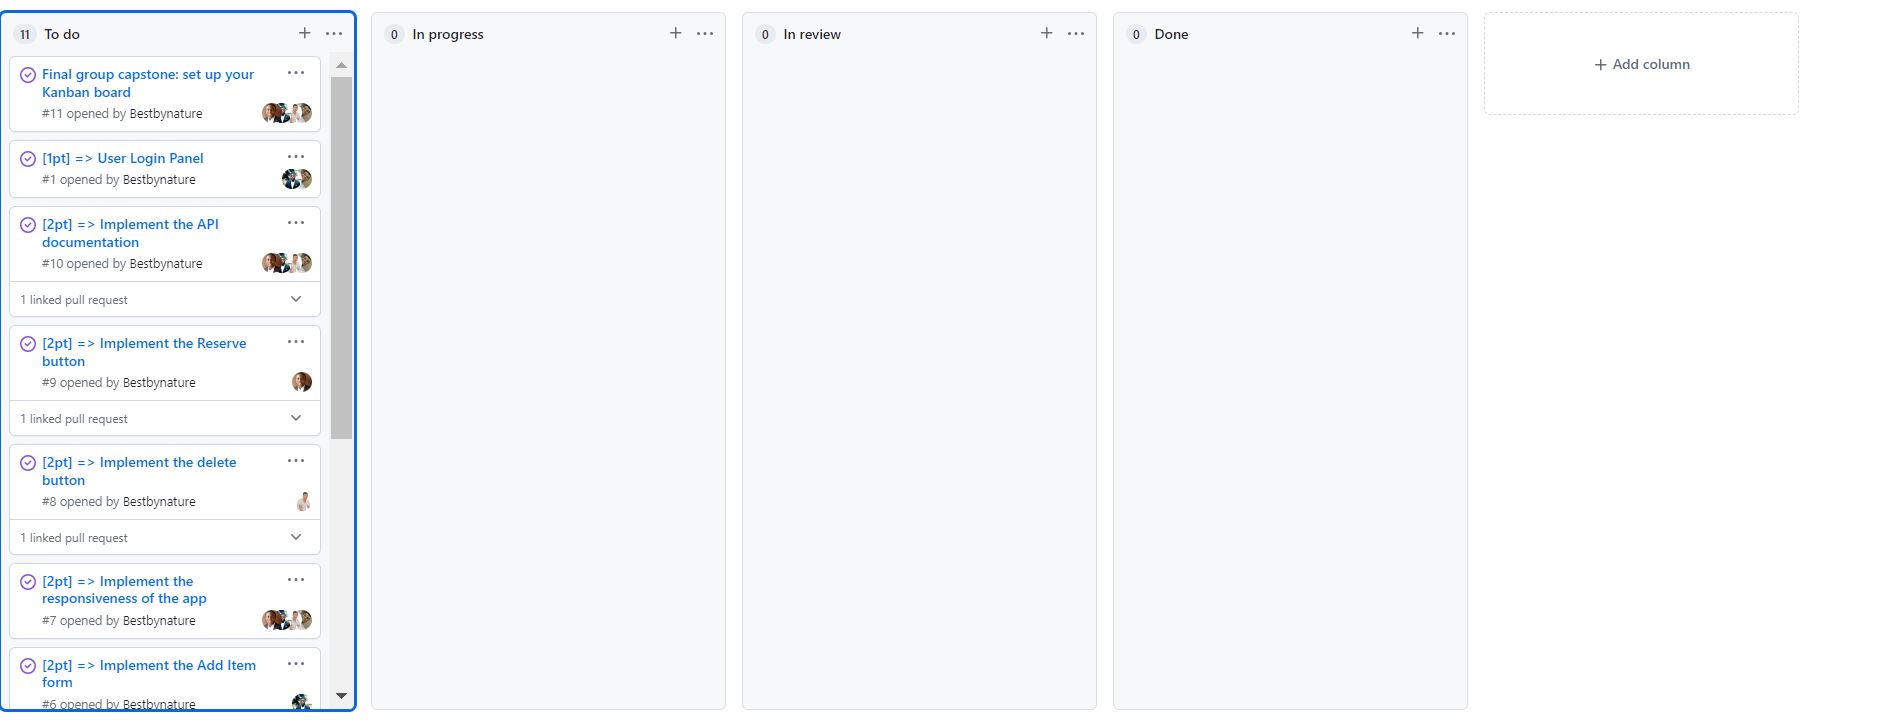 11 To do
Final group capstone: set up your
Kanban board
#11 opened by Bestbynature
[1pt] => User Login Panel
#1 opened by Bestbynature
[2pt] => Implement the API
documentation
#10 opened by Bestbynature
1 linked pull request
[2pt] => Implement the Reserve
button
#9 opened by Bestbynature
1 linked pull request
[2pt] => Implement the delete
button
#8 opened by Bestbynature
1 linked pull request
[2pt] => Implement the
responsiveness of the app
#7 opened by Bestbynature
[2pt] => Implement the Add Item
form
#6 opened by Bestbynature
0 In progress
0 In review
0 Done
+ Add column